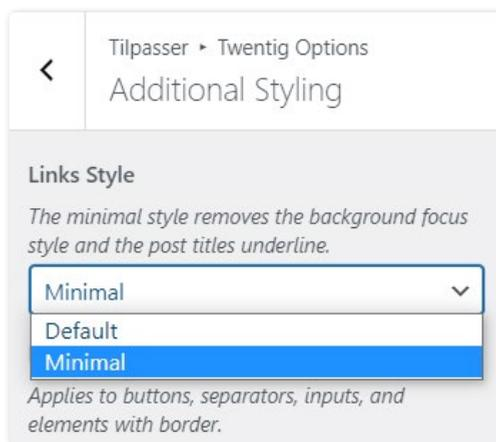 Tilpasser ▸ Twentig Options
Additional Styling
Links Style
The minimal style removes the background focus
style and the post titles underline.
Minimal
Default
Minimal
Applies to buttons, separators, inputs, and
elements with border.